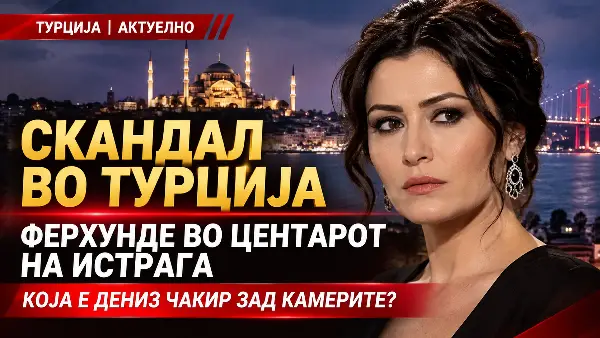 ТУРЦИЈА | АКТУЕЛНО
СКАНДАЛ
ВО ТУРЦИЈА
ФЕРХУНДЕ ВО ЦЕНТАРОТ
НА ИСТРАГА
КОЈА Е ДЕНИЗ ЧАКИР ЗАД КАМЕРИТЕ?